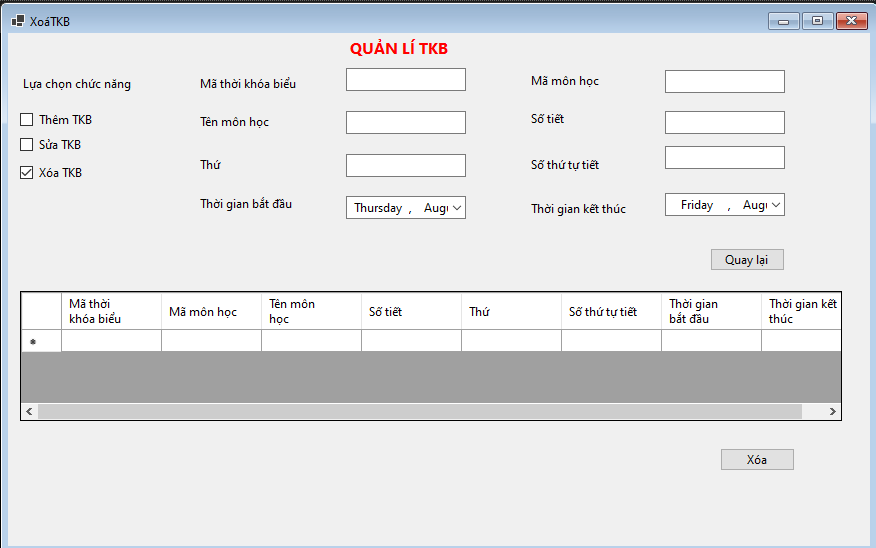 XoáTKB
QUẢN LÍ TKB
Lựa chọn chức năng
Thêm TKB
Sửa TKB
Xóa TKB
Mã thời khóa biểu
Mã môn học
Tên môn học
Số tiết
Thứ
Số thứ tự tiết
Thời gian bắt đầu
Thursday ,
Thời gian kết thúc
Friday ,
Quay lại
Mã thời
khóa biểu
Mã môn học
Tên môn
học
Số tiết
Thứ
Số thứ tự tiết
Thời gian
bắt đầu
Thời gian kết
thúc
Xóa